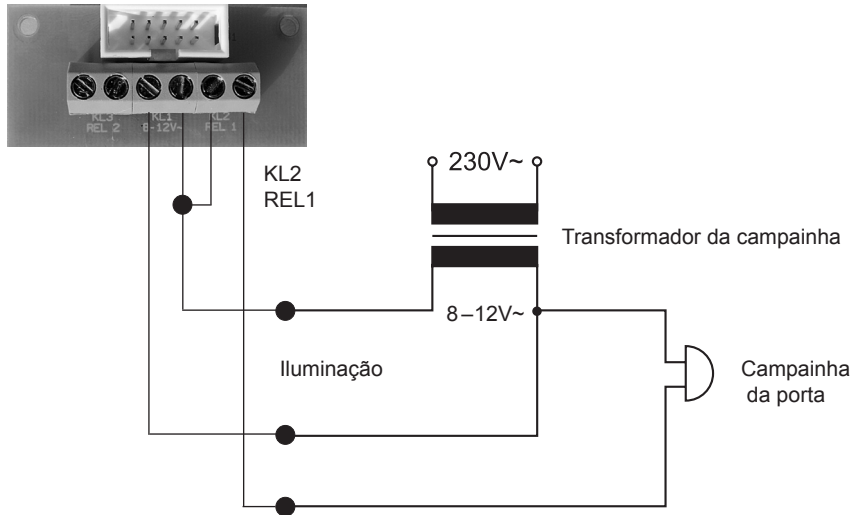 KL3 KL1 KL2
REL 2 8-12V~ REL 1
KL2
REL1
230V~
Transformador da campainha
8–12V~
Iluminação
Campainha
da porta